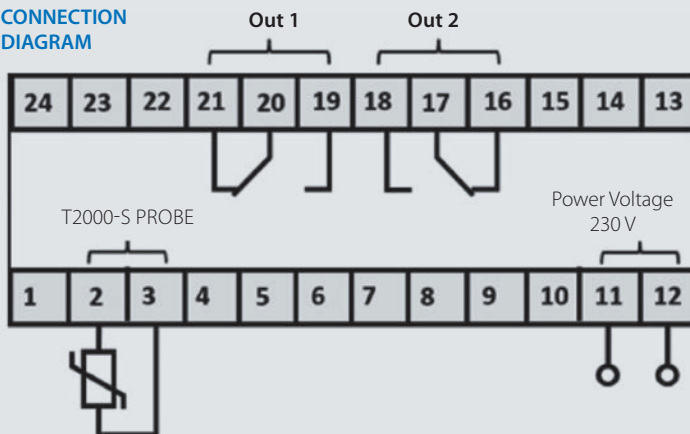 CONNECTION
DIAGRAM
Out 1 Out 2
24 23 22 21 20 19 18 17 16 15 14 13
T2000-S PROBE
Power Voltage
230 V
1 2 3 4 5 6 7 8 9 10 11 12